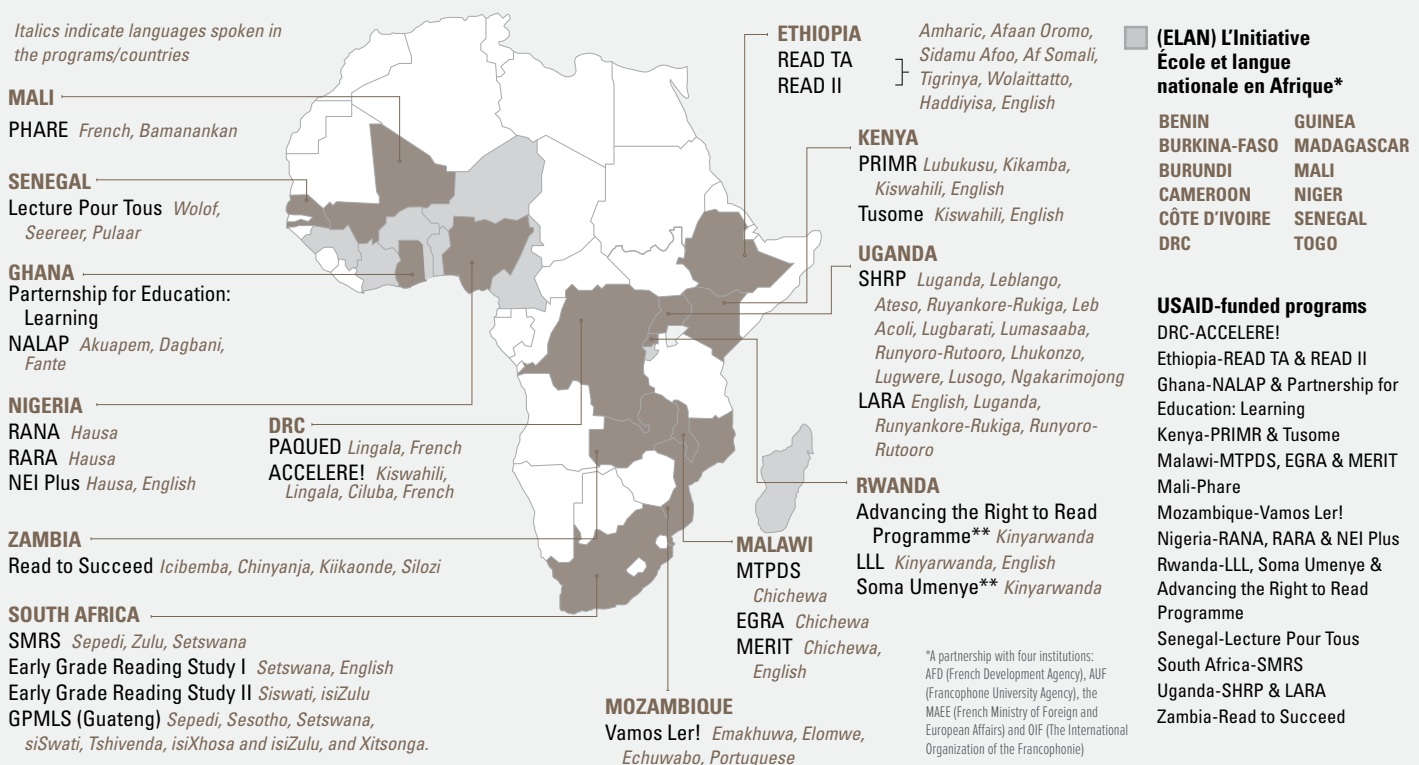 Italics indicate languages spoken in
the programs/countries
MALI
PHARE French, Bamanankan
SENEGAL
Lecture Pour Tous Wolof,
Seereer, Pulaar
GHANA
Parternship for Education:
Learning
NALAP Akuapem, Dagbani,
Fante
NIGERIA
RANA Hausa
RARA Hausa
NEI Plus Hausa, English
DRC
PAQUED Lingala, French
ACCELERE! Kiswahili,
Lingala, Ciluba, French
ZAMBIA
Read to Succeed Icibemba, Chinyanja, Kiikaonde, Silozi
SOUTH AFRICA
SMRS Sepedi, Zulu, Setswana
Early Grade Reading Study I Setswana, English
Early Grade Reading Study II Siswati, isiZulu
GPMLS (Guateng) Sepedi, Sesotho, Setswana,
siSwati, Tshivenda, isiXhosa and isiZulu, and Xitsonga.
ETHIOPIA
READ TA
READ II
Amharic, Afaan Oromo,
Sidamu Afoo, Af Somali,
Tigrinya, Wolaittatto,
Haddiyisa, English
KENYA
PRIMR Lubukusu, Kikamba,
Kiswahili, English
Tusome Kiswahili, English
UGANDA
SHRP Luganda, Leblango,
Ateso, Ruyankore-Rukiga, Leb
Acoli, Lugbarati, Lumasaaba,
Runyoro-Rutooro, Lhukonzo,
Lugwere, Lusogo, Ngakarimojong
LARA English, Luganda,
Runyankore-Rukiga, Runyoro-
Rutooro
RWANDA
Advancing the Right to Read
Programme** Kinyarwanda
LLL Kinyarwanda, English
Soma Umenye** Kinyarwanda
MALAWI
MTPDS
Chichewa
EGRA Chichewa
MERIT Chichewa,
English
MOZAMBIQUE
Vamos Ler! Emakhuwa, Elomwe,
Echuwabo, Portuguese
*A partnership with four institutions:
AFD (French Development Agency), AUF
(Francophone University Agency), the
MAEE (French Ministry of Foreign and
European Affairs) and OIF (The International
Organization of the Francophonie)
(ELAN) L’Initiative
École et langue
nationale en Afrique*
BENIN GUINEA
BURKINA-FASO MADAGASCAR
BURUNDI MALI
CAMEROON NIGER
CÔTE D’IVOIRE SENEGAL
DRC TOGO
USAID-funded programs
DRC-ACCELERE!
Ethiopia-READ TA & READ II
Ghana-NALAP & Partnership for
Education: Learning
Kenya-PRIMR & Tusome
Malawi-MTPDS, EGRA & MERIT
Mali-Phare
Mozambique-Vamos Ler!
Nigeria-RANA, RARA & NEI Plus
Rwanda-LLL, Soma Umenye &
Advancing the Right to Read
Programme
Senegal-Lecture Pour Tous
South Africa-SMRS
Uganda-SHRP & LARA
Zambia-Read to Succeed